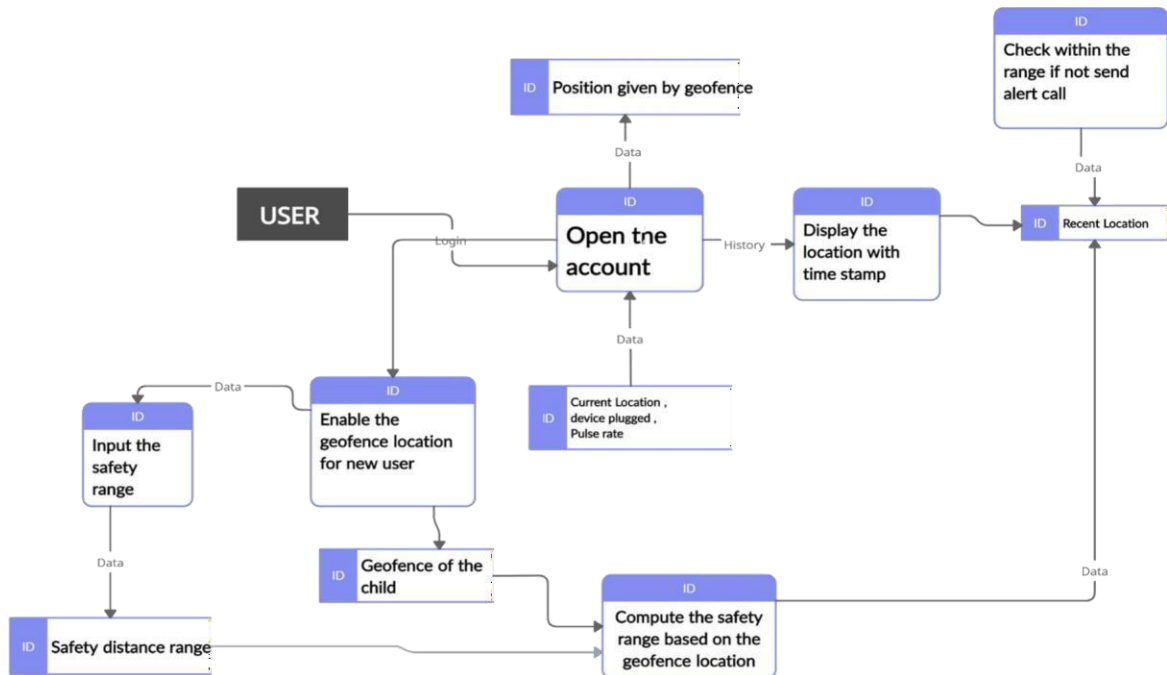 ID
Check within the
range if not send
alert call
ID
Position given by geofence
Data
Data
USER
Login
ID
Open the
account
History
ID
Display the
location with
time stamp
ID
Recent Location
Data
Data
ID
Current Location ,
device plugged ,
Pulse rate
ID
Enable the
geofence location
for new user
ID
Input the
safety
range
Data
ID
Geofence of the
child
Data
ID
Compute the safety
range based on the
geofence location
ID
Safety distance range